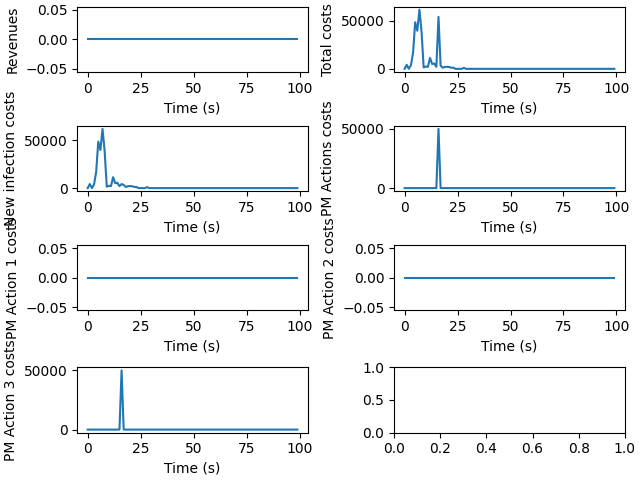 Revenues
0.05
0.00
−0.05
0 25 50 75 100
Time (s)
Total costs
50000
0
0 25 50 75 100
Time (s)
New infection costs
50000
0
0 25 50 75 100
Time (s)
PM Actions costs
50000
0
0 25 50 75 100
Time (s)
PM Action 1 costs
0.05
0.00
−0.05
0 25 50 75 100
Time (s)
PM Action 2 costs
0.05
0.00
−0.05
0 25 50 75 100
Time (s)
PM Action 3 costs
50000
0
0 25 50 75 100
Time (s)
1.0
0.5
0.0
0.0 0.2 0.4 0.6 0.8 1.0